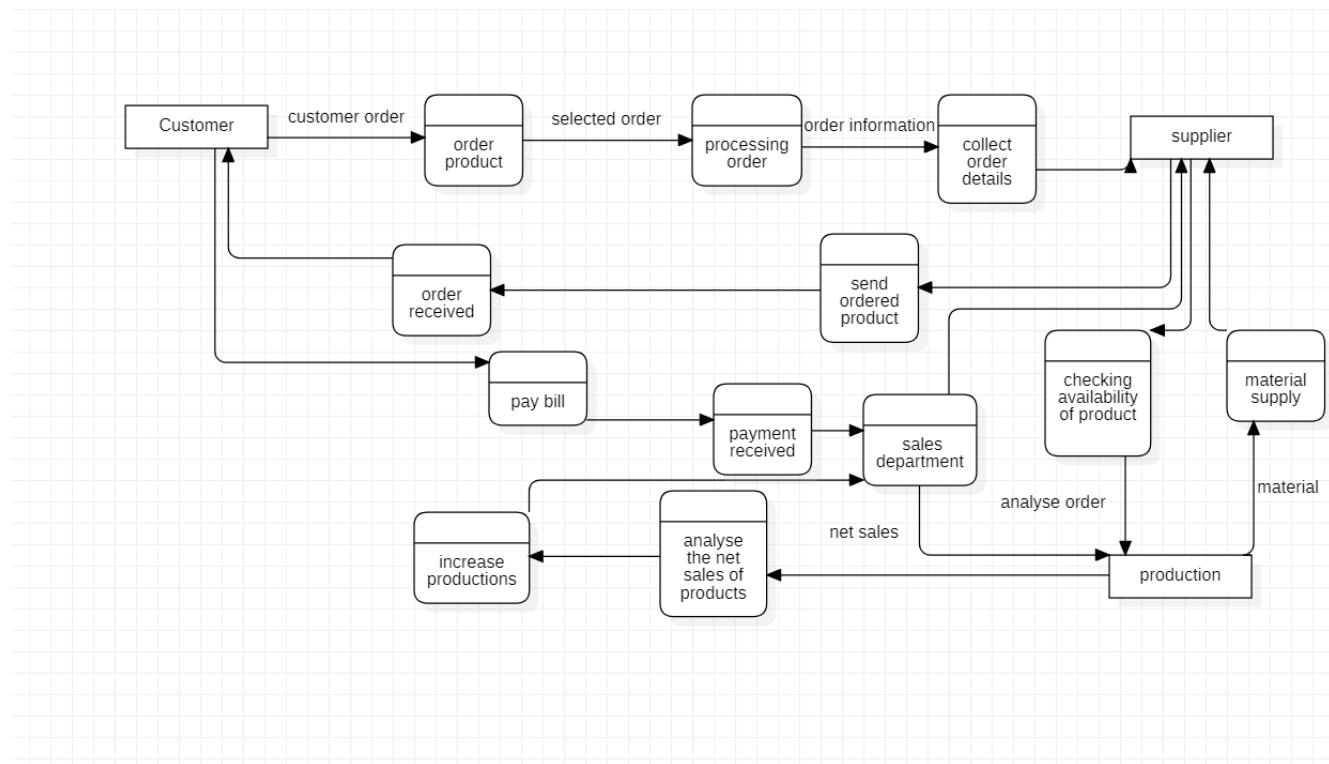 Customer
customer order
order
product
selected order
processing
order
order information
collect
order
details
supplier
order
received
send
ordered
product
pay bill
payment
received
sales
department
checking
availability
of product
material
supply
increase
productions
analyse
the net
sales of
products
net sales
analyse order
material
production